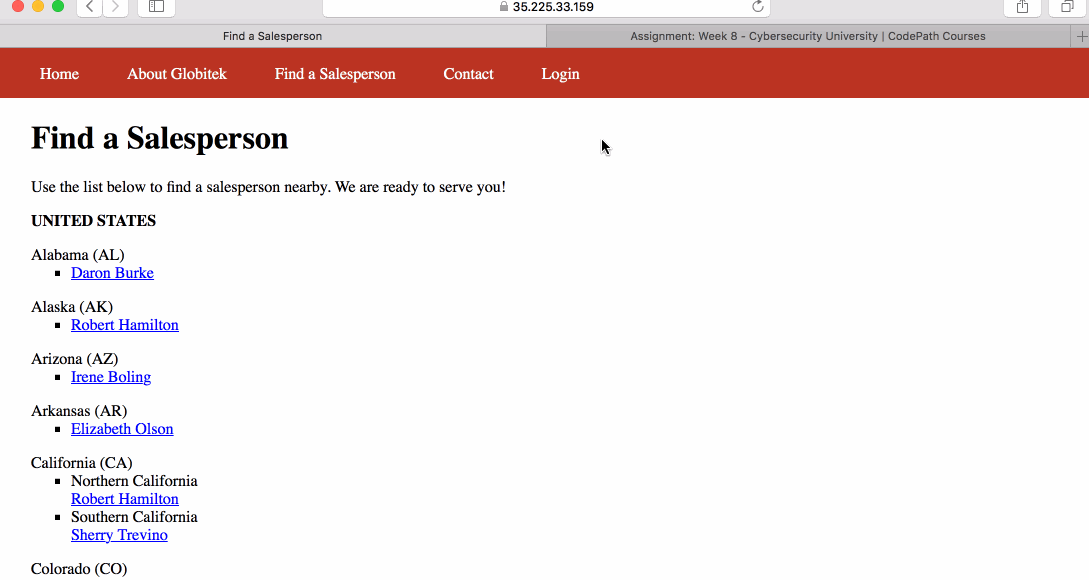 35.225.33.159
Find a Salesperson
Assignment: Week 8 - Cybersecurity University | CodePath Courses
Home About Globitek Find a Salesperson Contact Login
Find a Salesperson
Use the list below to find a salesperson nearby. We are ready to serve you!
UNITED STATES
Alabama (AL)
Daron Burke
Alaska (AK)
Robert Hamilton
Arizona (AZ)
Irene Boling
Arkansas (AR)
Elizabeth Olson
California (CA)
Northern California
Robert Hamilton
Southern California
Sherry Trevino
Colorado (CO)